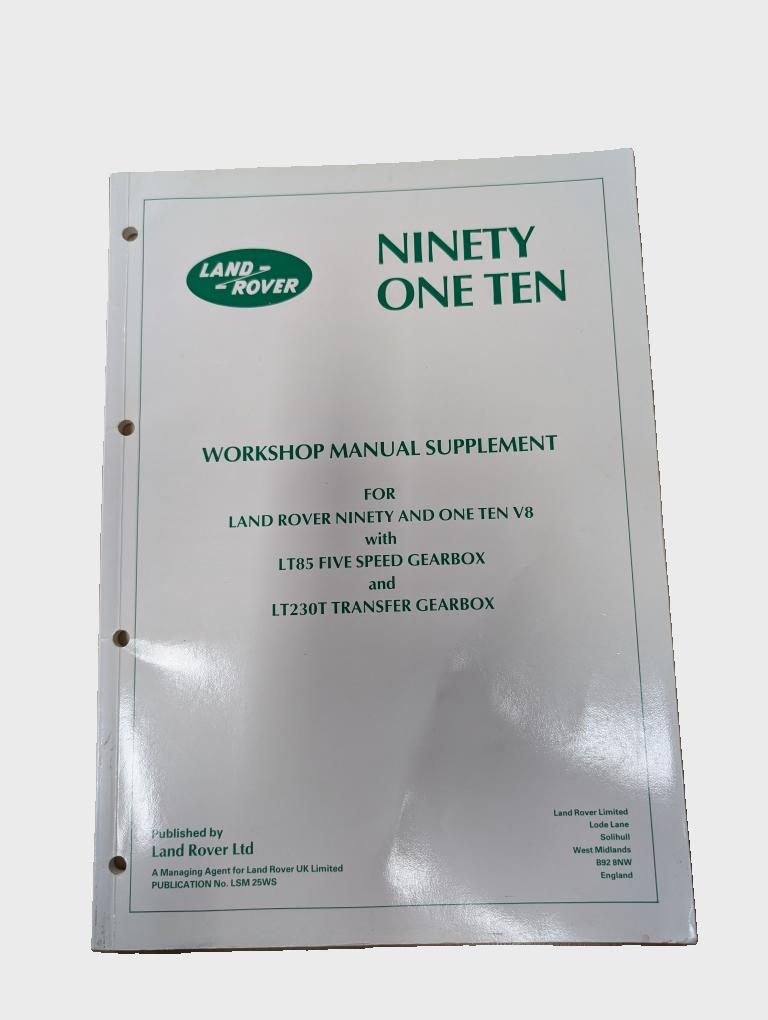 LAND
ROVER
NINETY
ONE TEN
WORKSHOP MANUAL SUPPLEMENT
FOR
LAND ROVER NINETY AND ONE TEN V8
with
LT85 FIVE SPEED GEARBOX
and
LT230T TRANSFER GEARBOX
Published by
Land Rover Ltd
A Managing Agent for Land Rover UK Limited
PUBLICATION No. LSM 25WS
Land Rover Limited
Lode Lane
Solihull
West Midlands
B92 8NW
England